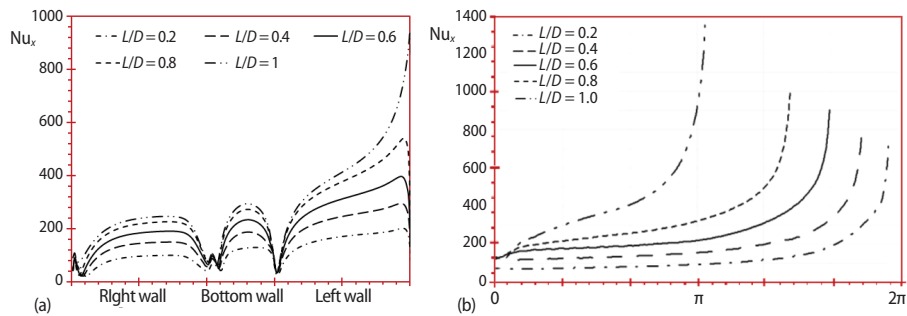 1000
Nuₓ
800
600
400
200
0
L/D = 0.2
L/D = 0.4
L/D = 0.6
L/D = 0.8
L/D = 1
RIght wall
Bottom wall
Left wall
(a)
1400
Nuₓ
1200
1000
800
600
400
200
0
L/D = 0.2
L/D = 0.4
L/D = 0.6
L/D = 0.8
L/D = 1.0
0
π
2π
(b)